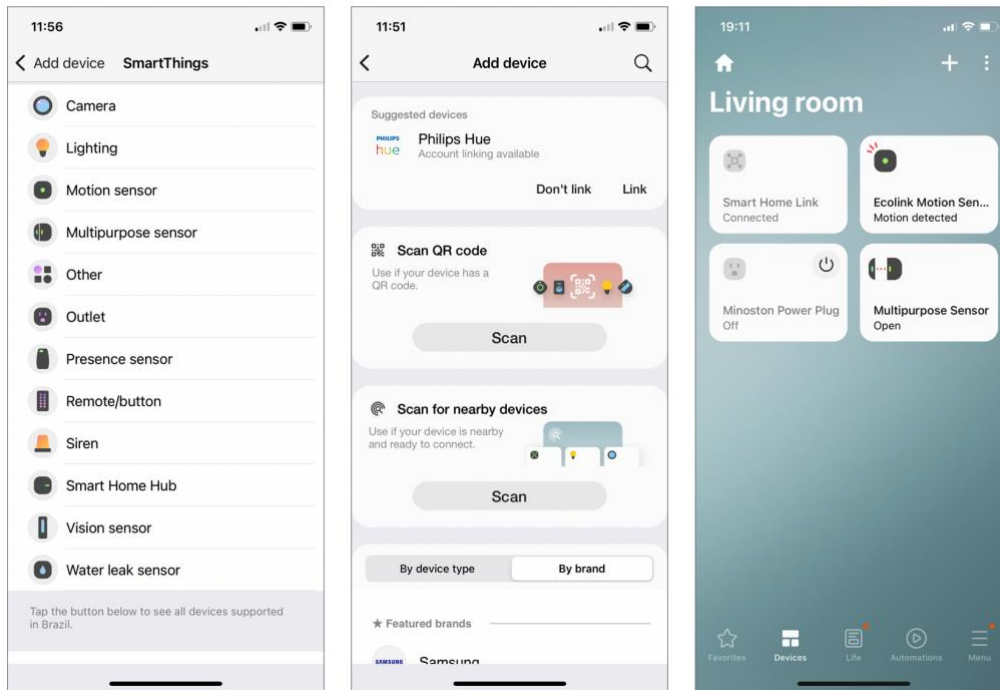 11:56
Add device SmartThings
Camera
Lighting
Motion sensor
Multipurpose sensor
Other
Outlet
Presence sensor
Remote/button
Siren
Smart Home Hub
Vision sensor
Water leak sensor
Tap the button below to see all devices supported
in Brazil.
11:51
Add device
Suggested devices
PHILIPS
hue
Philips Hue
Account linking available
Don't link Link
Scan QR code
Use if your device has a
QR code.
Scan
Scan for nearby devices
Use if your device is nearby
and ready to connect.
Scan
By device type By brand
★ Featured brands
SAMSUNG Samsung
19:11
Living room
Smart Home Link
Connected
Ecolink Motion Sen...
Motion detected
Minoston Power Plug
Off
Multipurpose Sensor
Open
Favorites Devices Life Automations Menu